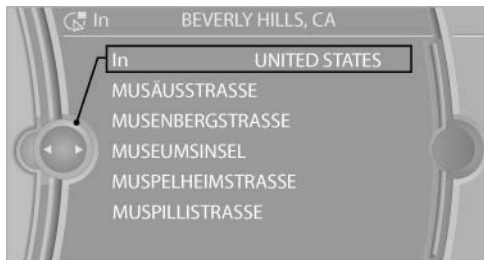 In BEVERLY HILLS, CA
In UNITED STATES
MUSÄUSSTRASSE
MUSENBERGSTRASSE
MUSEUMSINSEL
MUSPELHEIMSTRASSE
MUSPILLISTRASSE